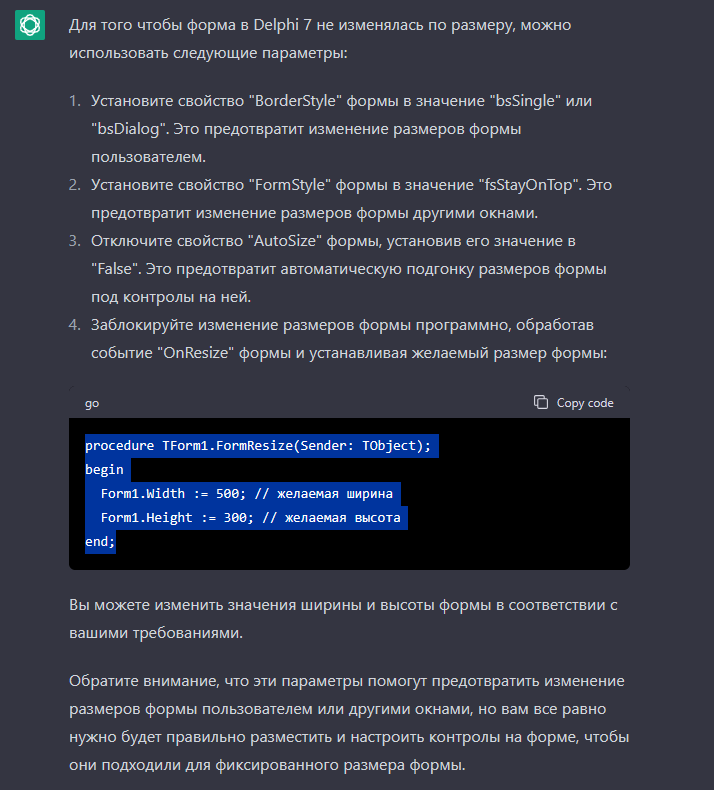 Для того чтобы форма в Delphi 7 не изменялась по размеру, можно
использовать следующие параметры:
1. Установите свойство "BorderStyle" формы в значение "bsSingle" или
"bsDialog". Это предотвратит изменение размеров формы
пользователем.
2. Установите свойство "FormStyle" формы в значение "fsStayOnTop". Это
предотвратит изменение размеров формы другими окнами.
3. Отключите свойство "AutoSize" формы, установив его значение в
"False". Это предотвратит автоматическую подгонку размеров формы
под контролы на ней.
4. Заблокируйте изменение размеров формы программно, обработав
событие "OnResize" формы и устанавливая желаемый размер формы:
go Copy code
procedure TForm1.FormResize(Sender: TObject);
begin
  Form1.Width := 500; // желаемая ширина
  Form1.Height := 300; // желаемая высота
end;
Вы можете изменить значения ширины и высоты формы в соответствии с
вашими требованиями.
Обратите внимание, что эти параметры помогут предотвратить изменение
размеров формы пользователем или другими окнами, но вам все равно
нужно будет правильно разместить и настроить контролы на форме, чтобы
они подходили для фиксированного размера формы.